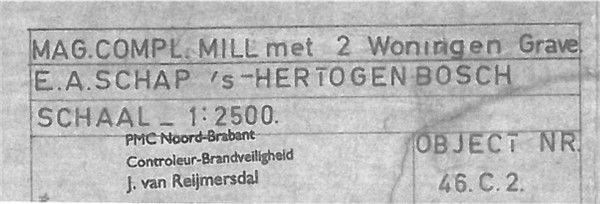 MAG.COMPL. MILL met 2 Woningen Grave.
E.A.SCHAP 's-HERTOGENBOSCH
SCHAAL - 1:2500.
PMC Noord-Brabant
Controleur-Brandveiligheid
J. van Reijmersdal
OBJECT NR.
46.C.2.